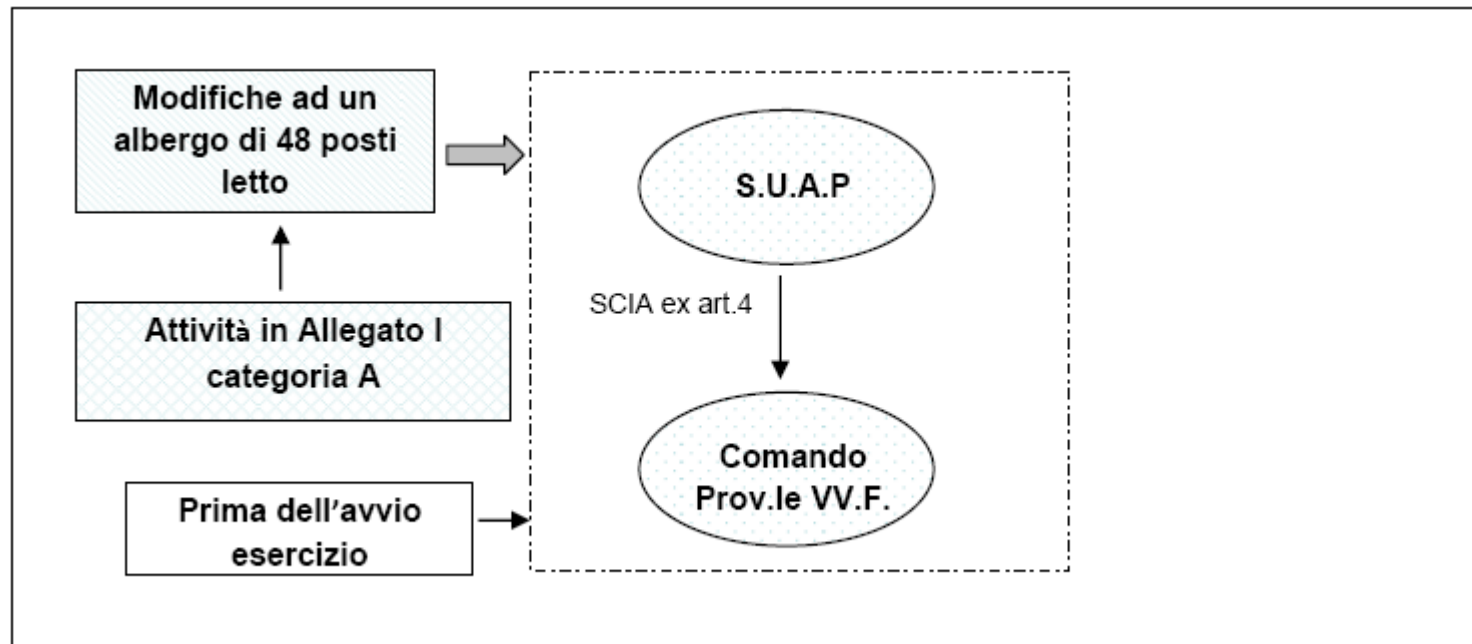 Modifiche ad un
albergo di 48 posti
letto
S.U.A.P
SCIA ex art.4
Attività in Allegato I
categoria A
Comando
Prov.le VV.F.
Prima dell'avvio
esercizio